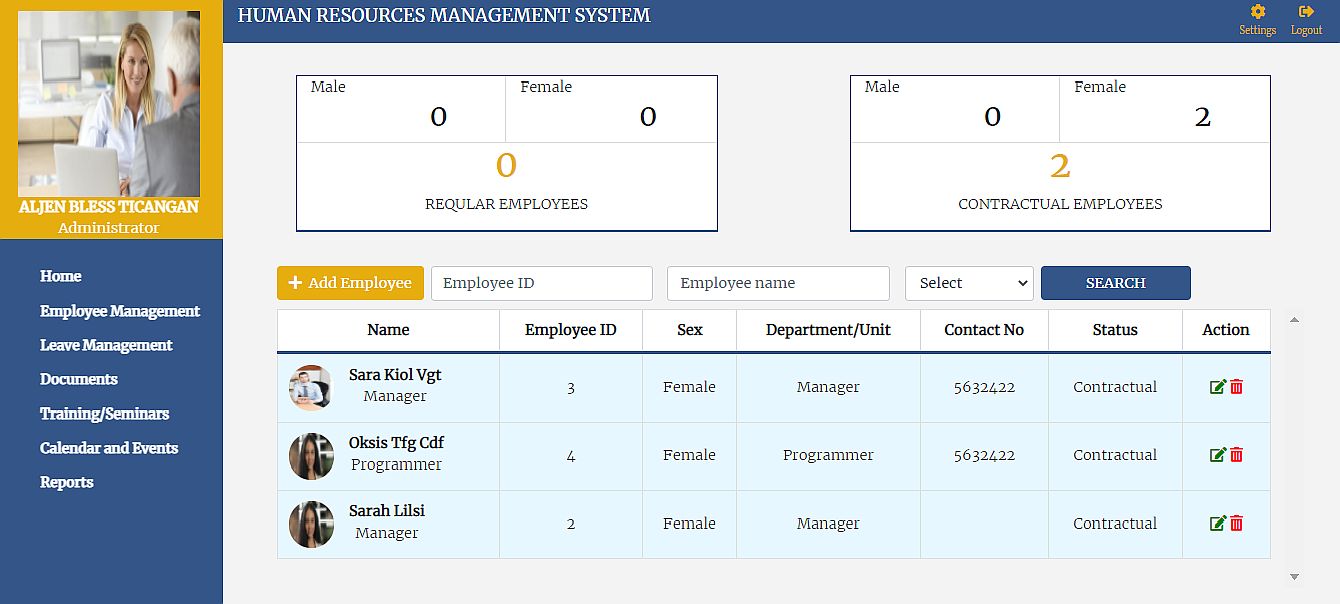 HUMAN RESOURCES MANAGEMENT SYSTEM
Settings Logout
ALJEN BLESS TICANGAN
Administrator
Home
Employee Management
Leave Management
Documents
Training/Seminars
Calendar and Events
Reports
Male Female
0 0
0
REQULAR EMPLOYEES
Male Female
0 2
2
CONTRACTUAL EMPLOYEES
Add Employee Employee ID Employee name Select SEARCH
Name Employee ID Sex Department/Unit Contact No Status Action
Sara Kiol Vgt
Manager 3 Female Manager 5632422 Contractual
Oksis Tfg Cdf
Programmer 4 Female Programmer 5632422 Contractual
Sarah Lilsi
Manager 2 Female Manager Contractual